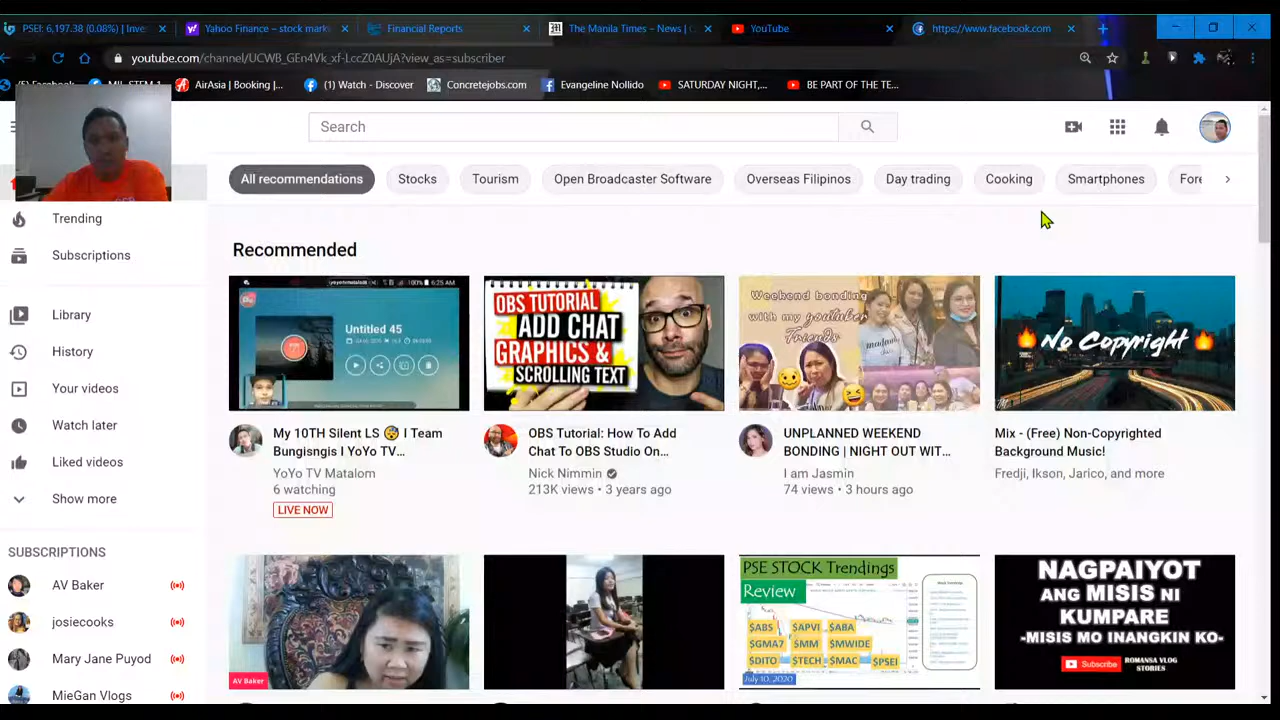 PSEI: 6,197.38 (0.08%) | Inve
Yahoo Finance – stock mark
Financial Reports
The Manila Times – News |
YouTube
https://www.facebook.com
youtube.com/channel/UCWB_GEn4Vk_xf-LccZ0AUjA?view_as=subscriber
AirAsia | Booking |...
(1) Watch - Discover
Concretejobs.com
Evangeline Nollido
SATURDAY NIGHT,...
BE PART OF THE TE...
Search
All recommendations
Stocks
Tourism
Open Broadcaster Software
Overseas Filipinos
Day trading
Cooking
Smartphones
Fore
Trending
Subscriptions
Library
History
Your videos
Watch later
Liked videos
Show more
SUBSCRIPTIONS
AV Baker
josiecooks
Mary Jane Puyod
MieGan Vlogs
Recommended
100% 6:25 AM
Untitled 45
My 10TH Silent LS 😴 I Team
Bungisngis I YoYo TV...
YoYo TV Matalom
6 watching
LIVE NOW
OBS TUTORIAL
ADD CHAT
GRAPHICS &
SCROLLING TEXT
OBS Tutorial: How To Add
Chat To OBS Studio On...
Nick Nimmin
213K views • 3 years ago
Weekend bonding
with my youtuber
Friends
UNPLANNED WEEKEND
BONDING | NIGHT OUT WIT...
I am Jasmin
74 views • 3 hours ago
No Copyright
Mix - (Free) Non-Copyrighted
Background Music!
Fredji, Ikson, Jarico, and more
AV Baker
PSE STOCK Trendings
Review
$ABS $APVI $ABA
$GMA7 $MM $MWIDE
$DITO $TECH $MAC $PSEI
July 10, 2020
NAGPAIYOT
ANG MISIS NI
KUMPARE
-MISIS MO INANGKIN KO-
Subscribe
ROMANSA VLOG
STORIES